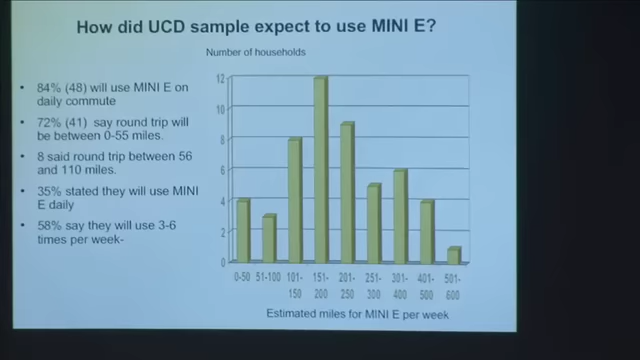 How did UCD sample expect to use MINI E?
Number of households
• 84% (48) will use MINI E on
daily commute
• 72% (41) say round trip will
be between 0-55 miles.
• 8 said round trip between 56
and 110 miles.
• 35% stated they will use MINI
E daily
• 58% say they will use 3-6
times per week-
12
10
8
6
4
2
0
0-50 51-100 101- 151- 201- 251- 301- 401- 501-
150 200 250 300 400 500 600
Estimated miles for MINI E per week